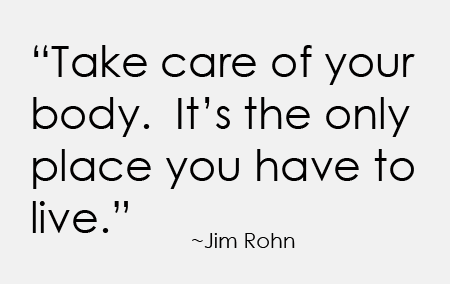 “Take care of your
body.  It’s the only
place you have to
live.”
~Jim Rohn